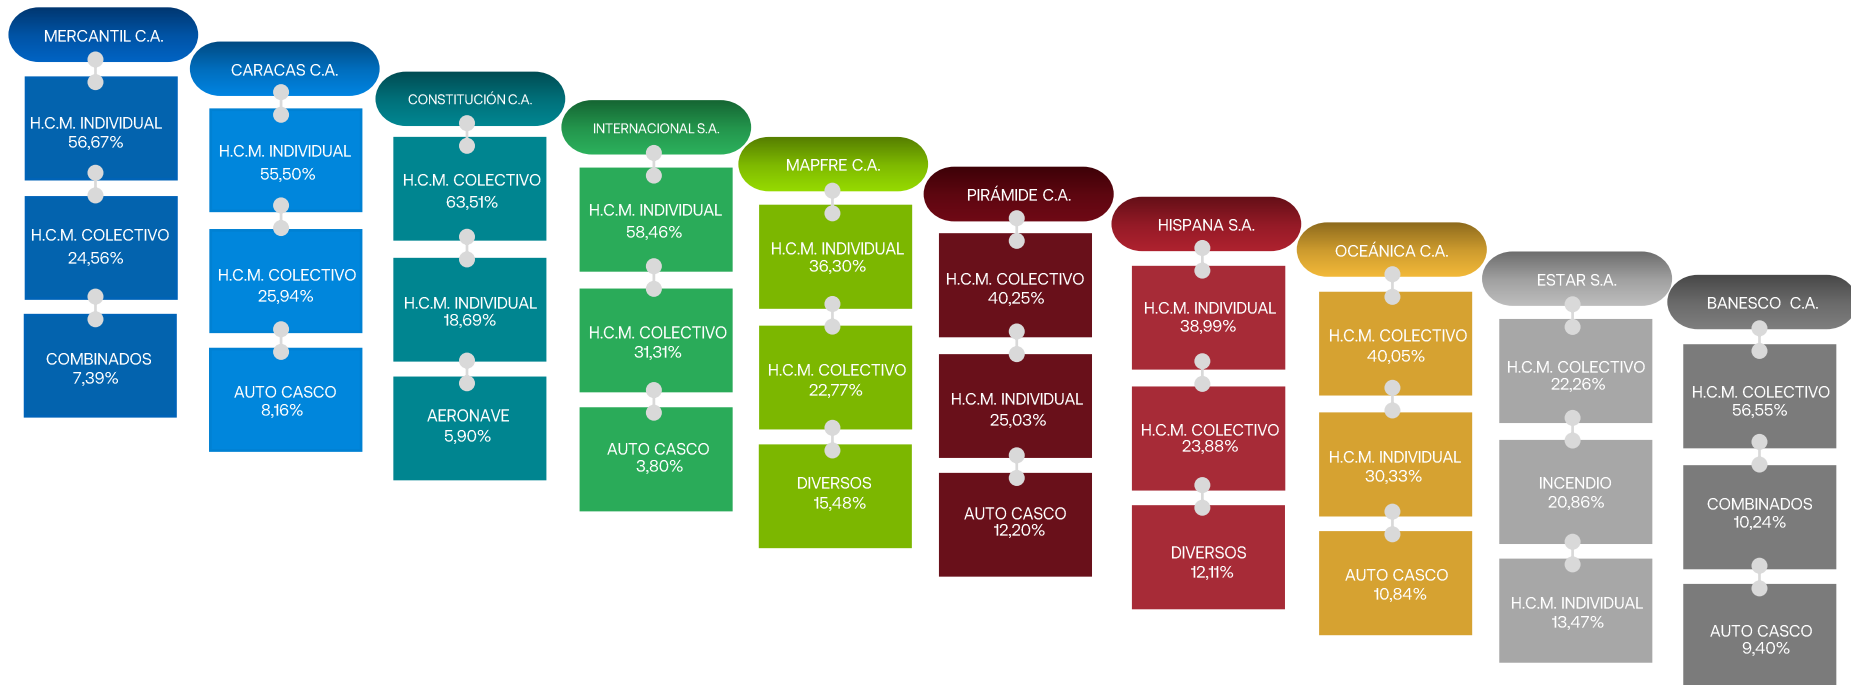 MERCANTIL C.A.
H.C.M. INDIVIDUAL
56,67%
H.C.M. COLECTIVO
24,56%
COMBINADOS
7,39%
CARACAS C.A.
H.C.M. INDIVIDUAL
55,50%
H.C.M. COLECTIVO
25,94%
AUTO CASCO
8,16%
CONSTITUCIÓN C.A.
H.C.M. COLECTIVO
63,51%
H.C.M. INDIVIDUAL
18,69%
AERONAVE
5,90%
INTERNACIONAL S.A.
H.C.M. INDIVIDUAL
58,46%
H.C.M. COLECTIVO
31,31%
AUTO CASCO
3,80%
MAPFRE C.A.
H.C.M. INDIVIDUAL
36,30%
H.C.M. COLECTIVO
22,77%
DIVERSOS
15,48%
PIRÁMIDE C.A.
H.C.M. COLECTIVO
40,25%
H.C.M. INDIVIDUAL
25,03%
AUTO CASCO
12,20%
HISPANA S.A.
H.C.M. INDIVIDUAL
38,99%
H.C.M. COLECTIVO
23,88%
DIVERSOS
12,11%
OCEÁNICA C.A.
H.C.M. COLECTIVO
40,05%
H.C.M. INDIVIDUAL
30,33%
AUTO CASCO
10,84%
ESTAR S.A.
H.C.M. COLECTIVO
22,26%
INCENDIO
20,86%
H.C.M. INDIVIDUAL
13,47%
BANESCO C.A.
H.C.M. COLECTIVO
56,55%
COMBINADOS
10,24%
AUTO CASCO
9,40%